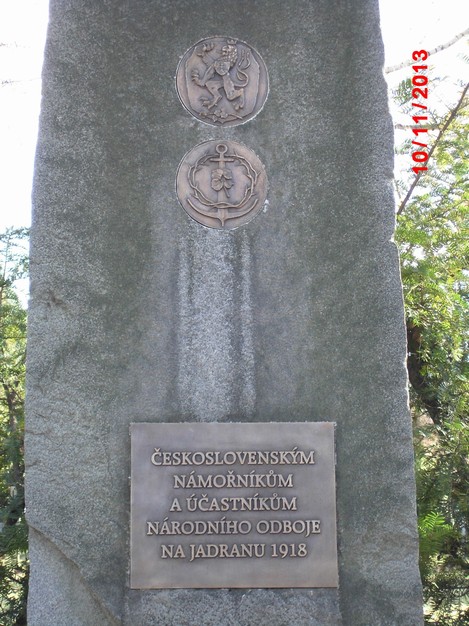 10/11/2013
ČESKOSLOVENSKÝM
NÁMOŘNÍKŮM
A ÚČASTNÍKŮM
NÁRODNÍHO ODBOJE
NA JADRANU 1918